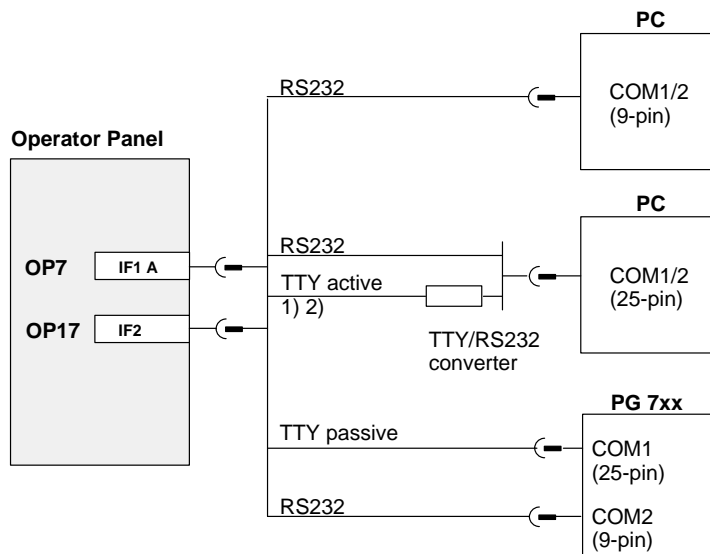 PC
RS232
COM1/2
(9-pin)
Operator Panel
PC
OP7
IF1 A
RS232
TTY active
1) 2)
COM1/2
(25-pin)
OP17
IF2
TTY/RS232
converter
PG 7xx
TTY passive
COM1
(25-pin)
RS232
COM2
(9-pin)